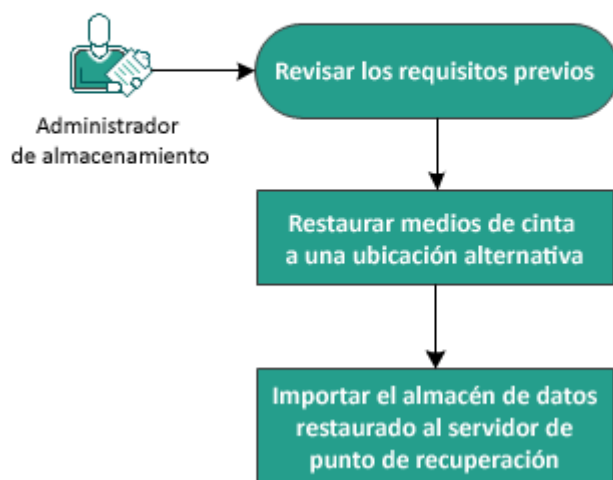 Revisar los requisitos previos
Administrador
de almacenamiento
Restaurar medios de cinta
a una ubicación alternativa
Importar el almacén de datos
restaurado al servidor de
punto de recuperación